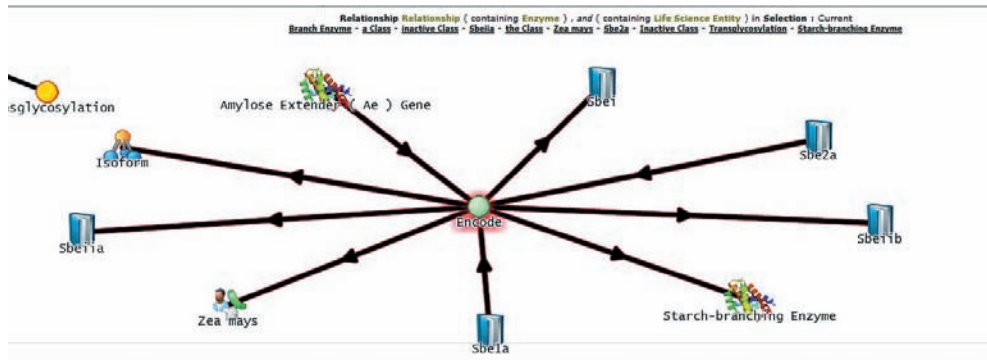 Relationship Relationship ( containing Enzyme ) , and ( containing Life Science Entity ) in Selection : Current
Branch Enzyme - a Class - inactive Class - Sbeiia - the Class - Zea mays - Sbe2a - Inactive Class - Transglycosylation - Starch-branching Enzyme
sglycosylation
Amylose Extender ( Ae ) Gene
Sbei
Isoform
Sbe2a
Encode
Sbeiia
Sbeiib
Zea mays
Starch-branching Enzyme
Sbe1a